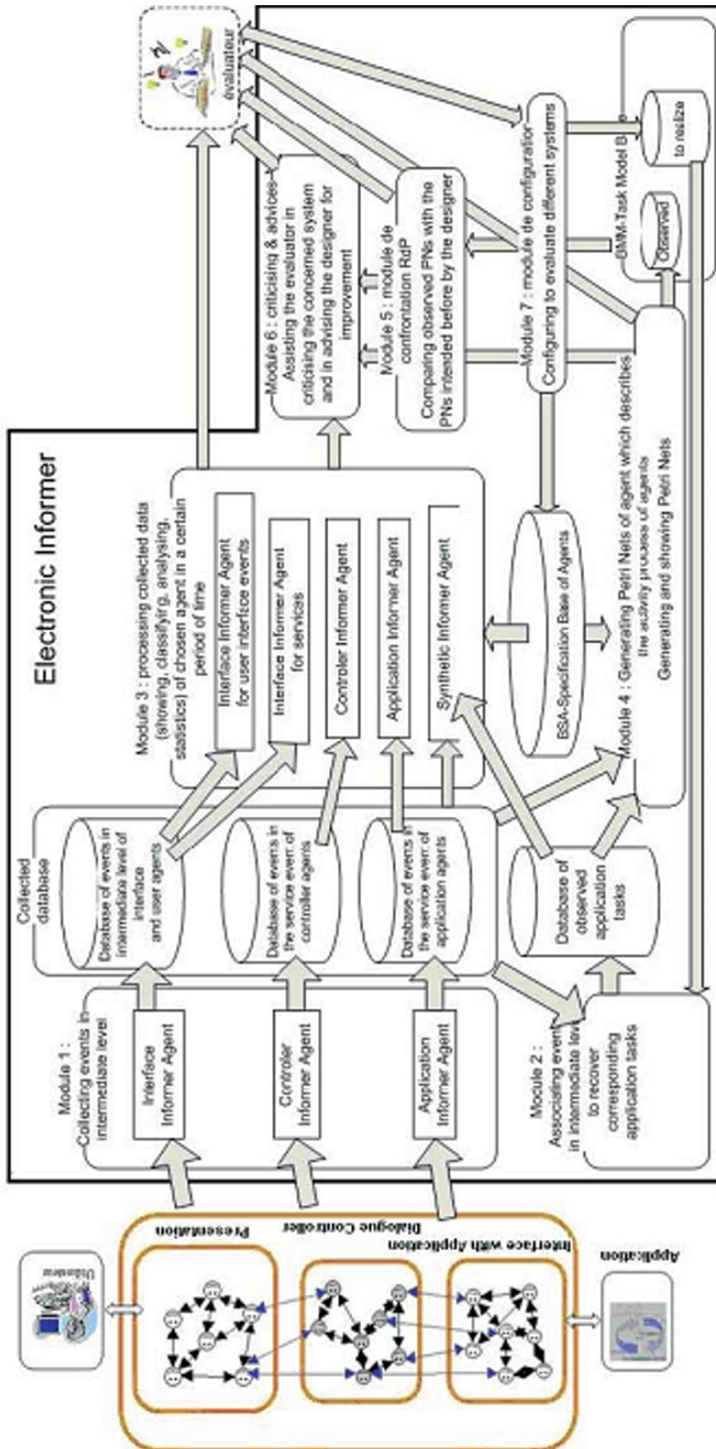 Electronic Informer
Utilisateur
Presentation
Dialogue Controller
Interface with Application
Application
Module 1 :
Collecting events in
intermediate level
Interface
Informer Agent
Controler
Informer Agent
Application
Informer Agent
Module 2 :
Associating event
in intermediate level
to recover
corresponding
application tasks
Collected
database
Database of events in
intermediate level of
interface
and user agents
Database of events in
the service event of
controller agents
Database of events in
the service event of
application agents
Database of
observed
application
tasks
Module 3 : processing collected data
(showing, classifying, analysing,
statistics) of chosen agent in a certain
period of time
Interface Informer Agent
for user interface events
Interface Informer Agent
for services
Controler Informer Agent
Application Informer Agent
Synthetic Informer Agent
BSA-Specification Base of Agents
Module 4 : Generating Petri Nets of agent which describes
the activity process of agents
Generating and showing Petri Nets
Module 6 : criticising & advices
Assisting the evaluator in
criticising the concerned system
and in advising the designer for
improvement
Module 5 : module de
confrontation RdP
Comparing observed PNs with the
PNs intended before by the designer
Module 7 : module de configuration
Configuring to evaluate different systems
BMM-Task Model B
Observed
to realize
évaluateur